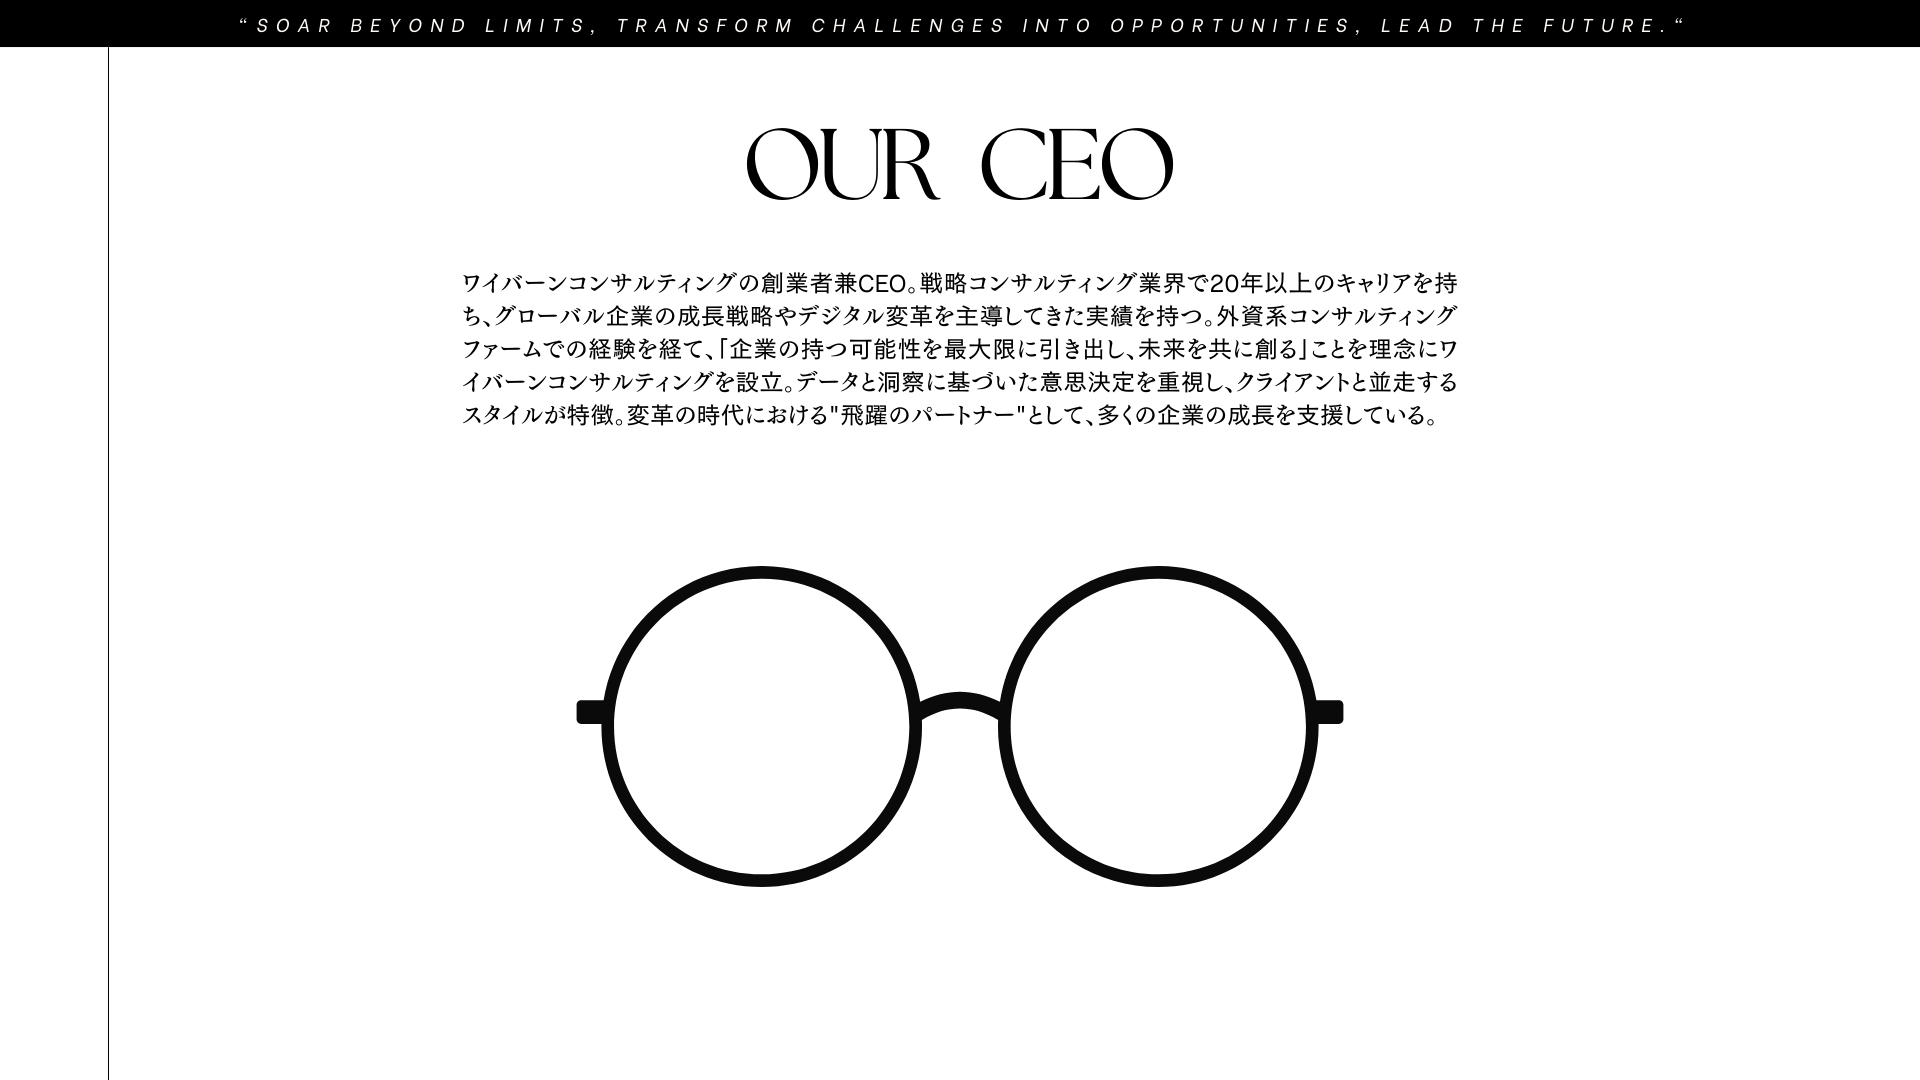 “SOAR BEYOND LIMITS, TRANSFORM CHALLENGES INTO OPPORTUNITIES, LEAD THE FUTURE.“
OUR CEO
ワイバーンコンサルティングの創業者兼CEO。戦略コンサルティング業界で20年以上のキャリアを持
ち、グローバル企業の成長戦略やデジタル変革を主導してきた実績を持つ。外資系コンサルティング
ファームでの経験を経て、「企業の持つ可能性を最大限に引き出し、未来を共に創る」ことを理念にワ
イバーンコンサルティングを設立。データと洞察に基づいた意思決定を重視し、クライアントと並走する
スタイルが特徴。変革の時代における"飛躍のパートナー"として、多くの企業の成長を支援している。